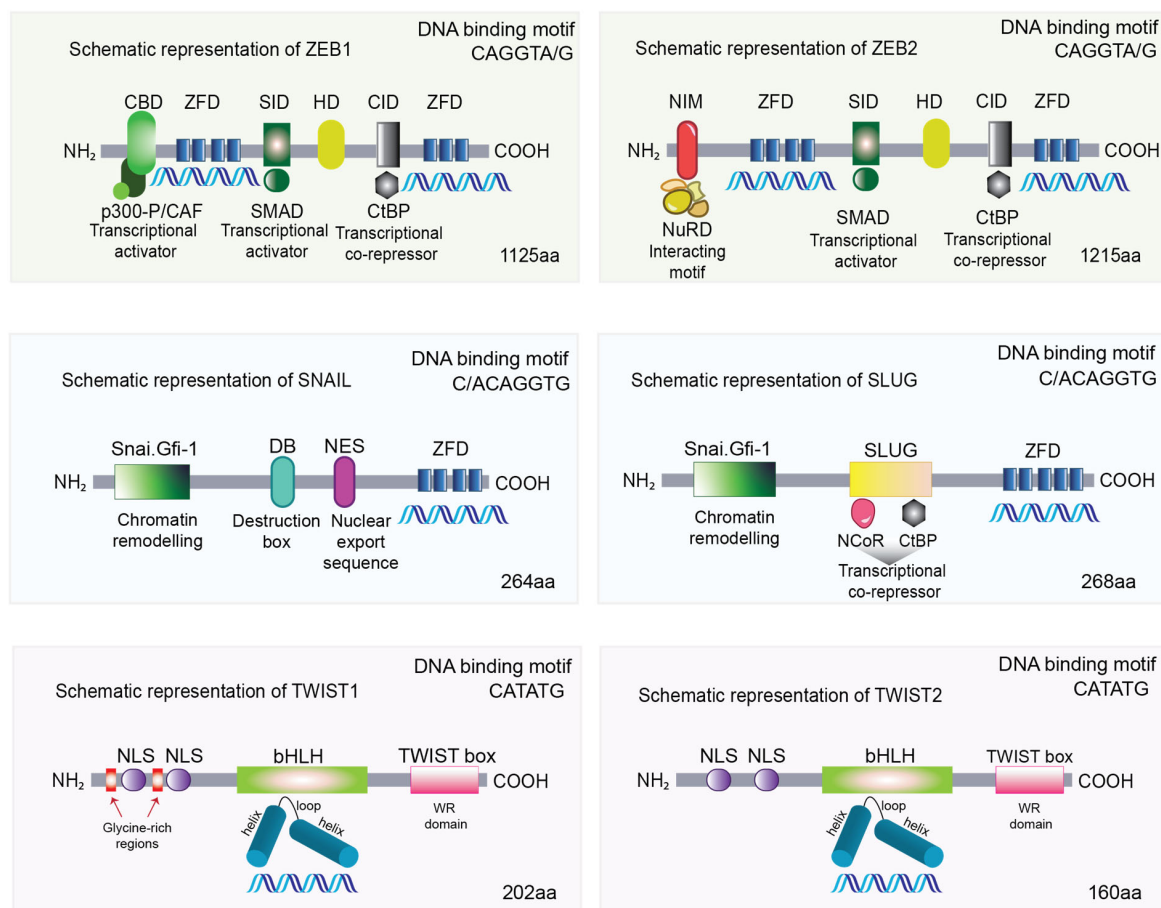 DNA binding motif
CAGGTA/G
Schematic representation of ZEB1
CBD ZFD SID HD CID ZFD
NH₂ COOH
p300-P/CAF
Transcriptional
activator
SMAD
Transcriptional
activator
CtBP
Transcriptional
co-repressor
1125aa
DNA binding motif
CAGGTA/G
Schematic representation of ZEB2
NIM ZFD SID HD CID ZFD
NH₂ COOH
NuRD
Interacting
motif
SMAD
Transcriptional
activator
CtBP
Transcriptional
co-repressor
1215aa
DNA binding motif
C/ACAGGTG
Schematic representation of SNAIL
Snai.Gfi-1 DB NES ZFD
NH₂ COOH
Chromatin
remodelling
Destruction
box
Nuclear
export
sequence
264aa
DNA binding motif
C/ACAGGTG
Schematic representation of SLUG
Snai.Gfi-1 SLUG ZFD
NH₂ COOH
Chromatin
remodelling
NCoR CtBP
Transcriptional
co-repressor
268aa
DNA binding motif
CATATG
Schematic representation of TWIST1
NLS NLS bHLH TWIST box
NH₂ COOH
Glycine-rich
regions
helix loop helix
WR
domain
202aa
DNA binding motif
CATATG
Schematic representation of TWIST2
NLS NLS bHLH TWIST box
NH₂ COOH
helix loop helix
WR
domain
160aa